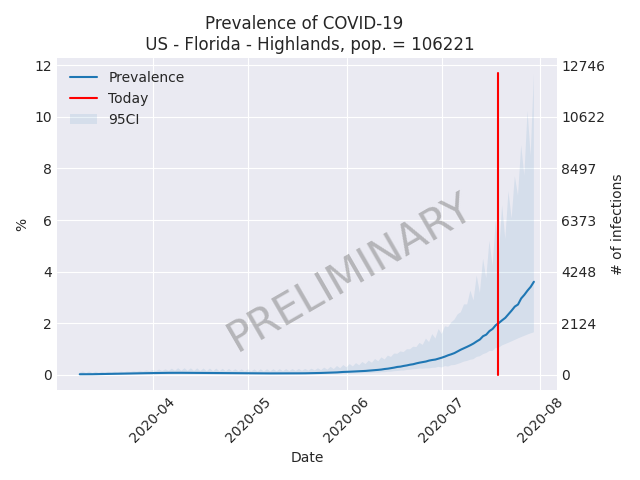 Prevalence of COVID-19
US - Florida - Highlands, pop. = 106221
Prevalence
Today
95CI
PRELIMINARY
%
12
10
8
6
4
2
0
# of infections
12746
10622
8497
6373
4248
2124
0
2020-04
2020-05
2020-06
2020-07
2020-08
Date